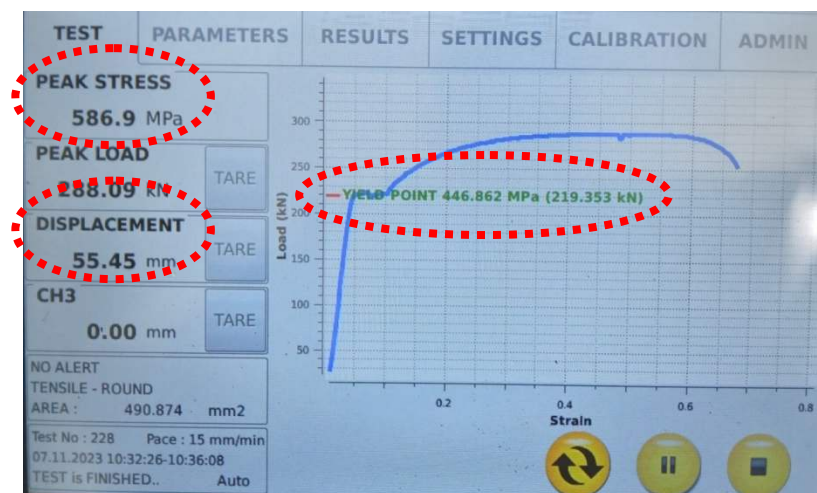 TEST PARAMETERS RESULTS SETTINGS CALIBRATION ADMIN
PEAK STRESS
586.9 MPa
PEAK LOAD
288.09 kN
TARE
DISPLACEMENT
55.45 mm
TARE
CH3
0.00 mm
TARE
NO ALERT
TENSILE - ROUND
AREA : 490.874 mm2
Test No : 228 Pace : 15 mm/min
07.11.2023 10:32:26-10:36:08
TEST is FINISHED.. Auto
Load (kN)
300
250
200
150
100
50
YIELD POINT 446.862 MPa (219.353 kN)
0.2 0.4 0.6 0.8
Strain